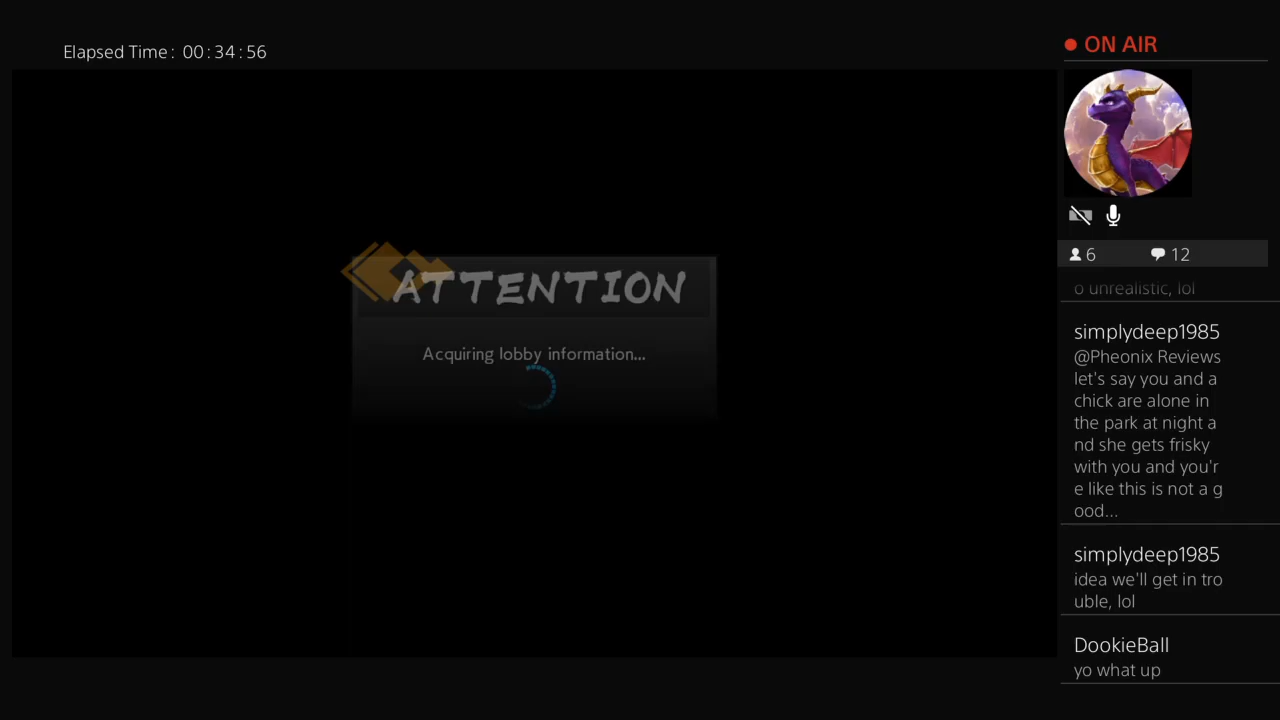 Elapsed Time: 00:34:56
ON AIR
6 12
ATTENTION
Acquiring lobby information...
o unrealistic, lol
simplydeep1985
@Pheonix Reviews
let's say you and a
chick are alone in
the park at night a
nd she gets frisky
with you and you'r
e like this is not a g
ood...
simplydeep1985
idea we'll get in tro
uble, lol
DookieBall
yo what up